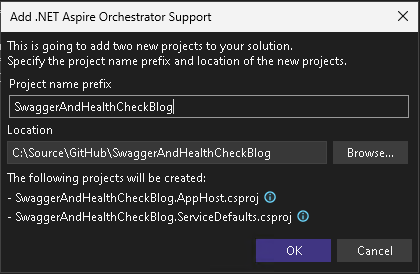 Add .NET Aspire Orchestrator Support
This is going to add two new projects to your solution.
Specify the project name prefix and location of the new projects.
Project name prefix
SwaggerAndHealthCheckBlog
Location
C:\Source\GitHub\SwaggerAndHealthCheckBlog Browse...
The following projects will be created:
- SwaggerAndHealthCheckBlog.AppHost.csproj
- SwaggerAndHealthCheckBlog.ServiceDefaults.csproj
OK Cancel